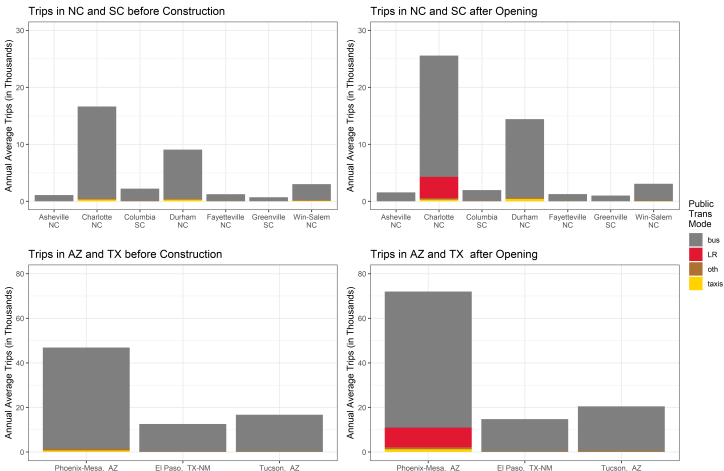 Trips in NC and SC before Construction
Annual Average Trips (in Thousands)
30
20
10
0
Asheville
NC
Charlotte
NC
Columbia
SC
Durham
NC
Fayetteville
NC
Greenville
SC
Win-Salem
NC
Trips in NC and SC after Opening
Annual Average Trips (in Thousands)
30
20
10
0
Asheville
NC
Charlotte
NC
Columbia
SC
Durham
NC
Fayetteville
NC
Greenville
SC
Win-Salem
NC
Trips in AZ and TX before Construction
Annual Average Trips (in Thousands)
80
60
40
20
0
Phoenix-Mesa. AZ
El Paso. TX-NM
Tucson. AZ
Trips in AZ and TX  after Opening
Annual Average Trips (in Thousands)
80
60
40
20
0
Phoenix-Mesa. AZ
El Paso. TX-NM
Tucson. AZ
Public
Trans
Mode
bus
LR
oth
taxis